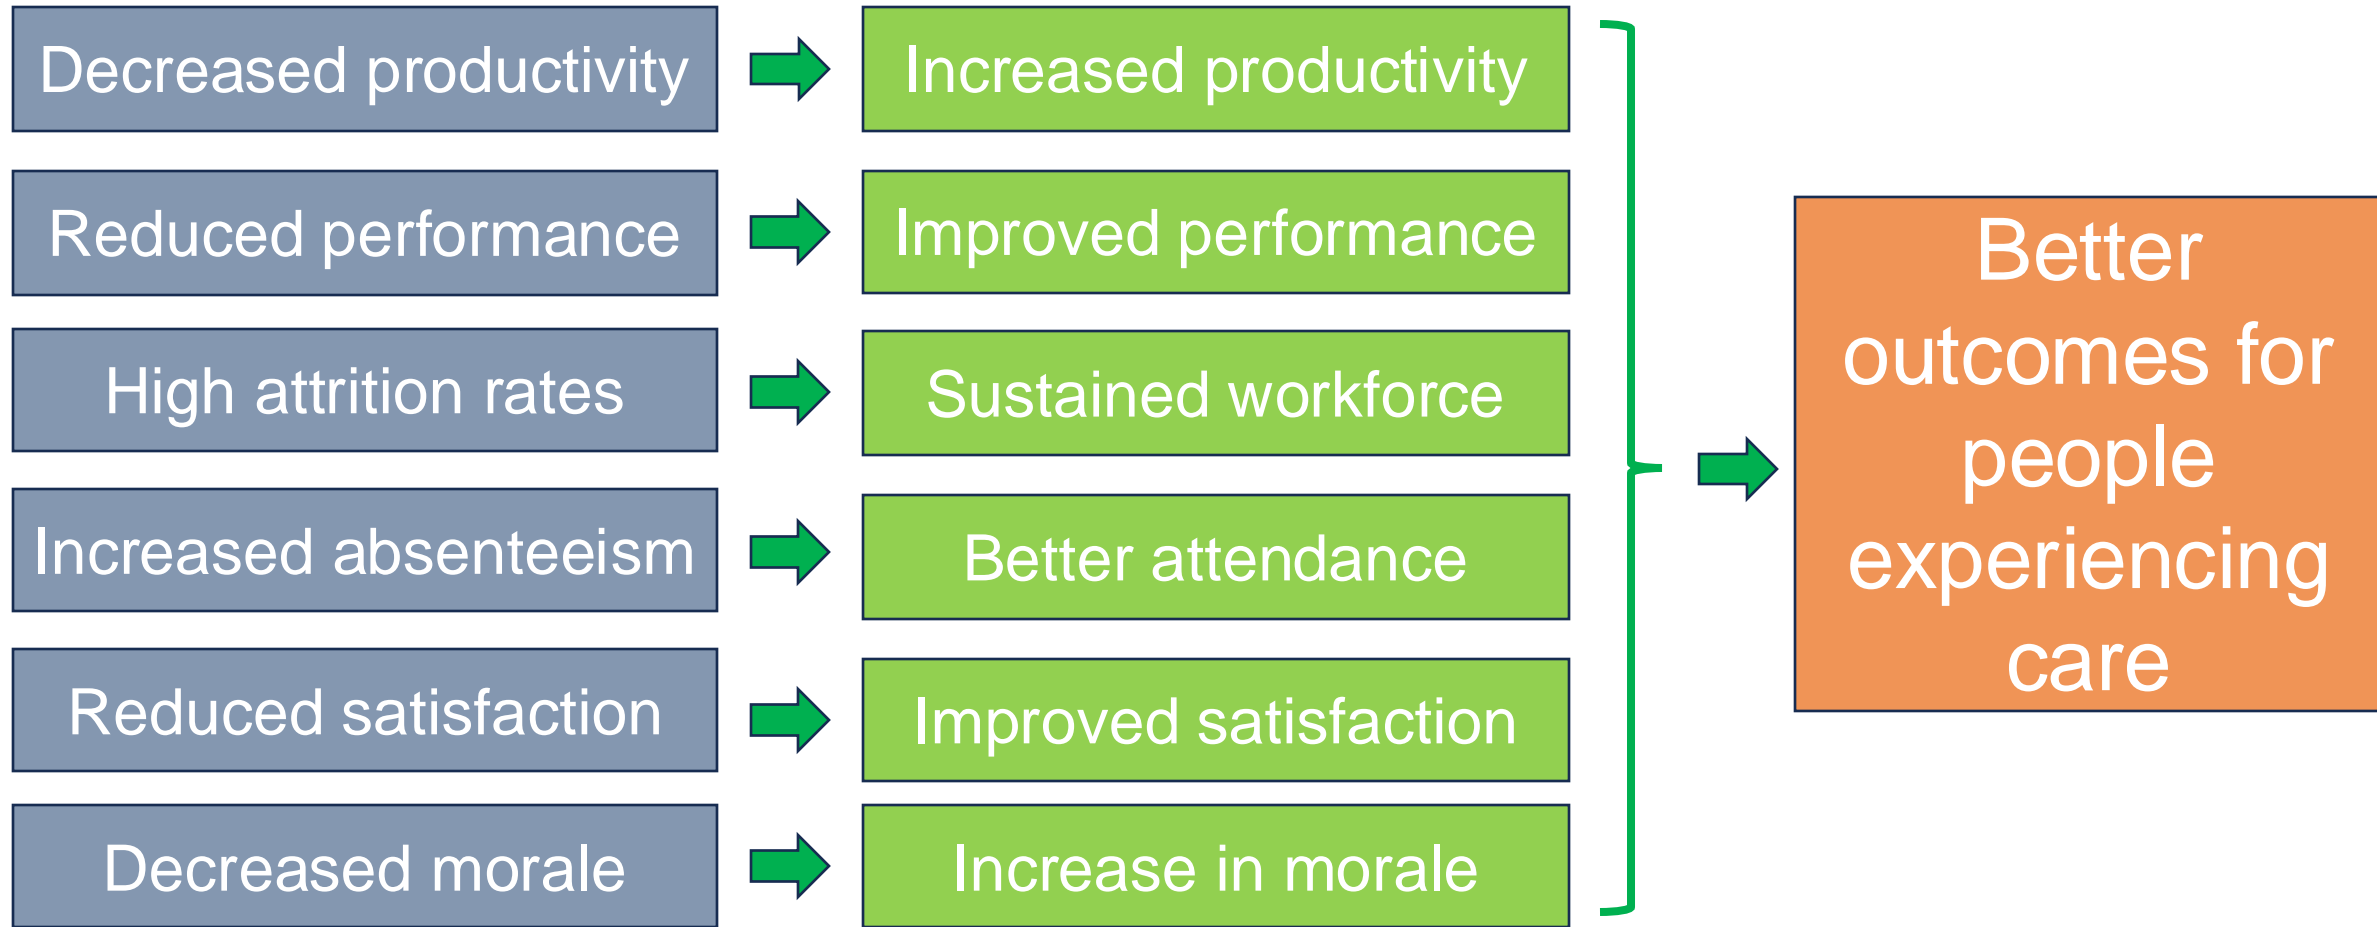 Decreased productivity
Increased productivity
Reduced performance
Improved performance
High attrition rates
Sustained workforce
Increased absenteeism
Better attendance
Reduced satisfaction
Improved satisfaction
Decreased morale
Increase in morale
Better
outcomes for
people
experiencing
care